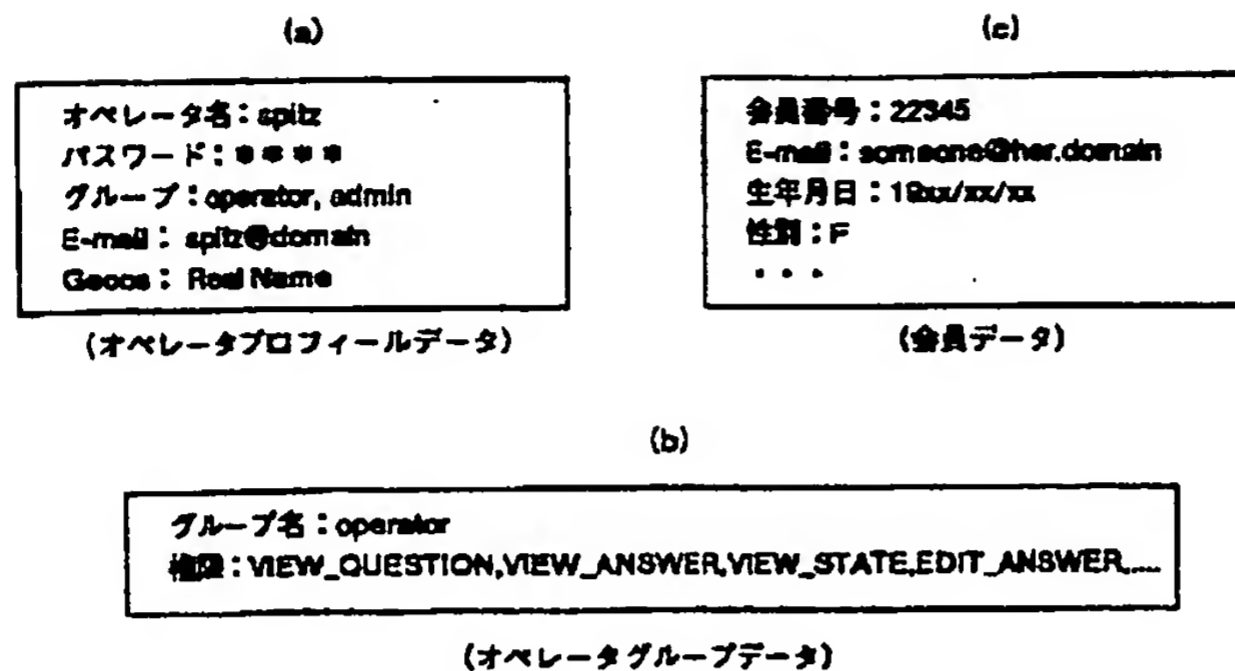 (a)
オペレータ名：spitz
パスワード：＊＊＊＊
グループ：operator, admin
E-mail： spitz@domain
Gecos： Real Name
(オペレータプロフィールデータ)
(c)
会員番号：22345
E-mail：someone@her.domain
生年月日：19xx/xx/xx
性別：F
・・・
(会員データ)
(b)
グループ名：operator
権限：VIEW_QUESTION,VIEW_ANSWER,VIEW_STATE,EDIT_ANSWER,....
(オペレータグループデータ)